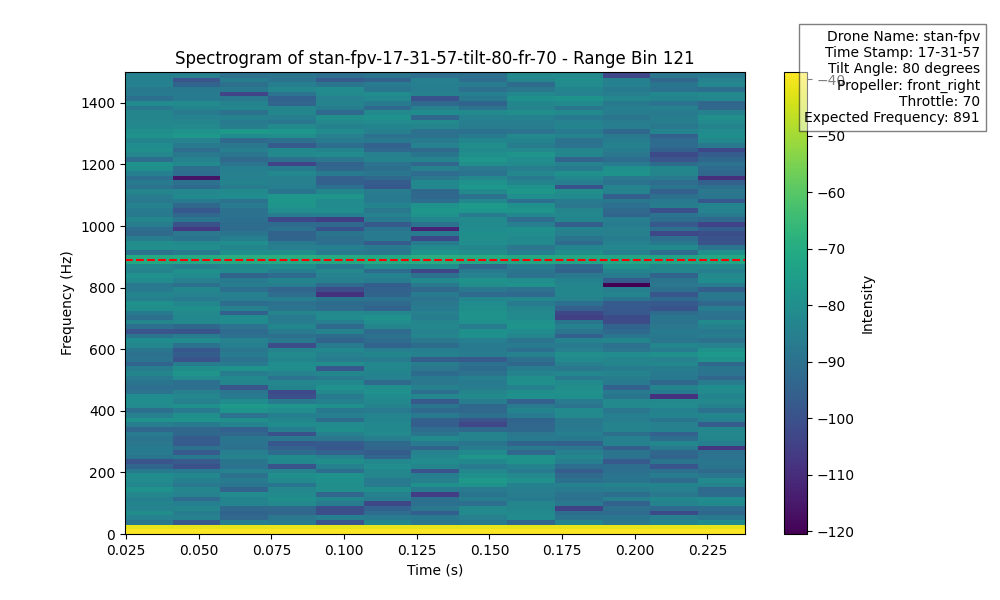 Spectrogram of stan-fpv-17-31-57-tilt-80-fr-70 - Range Bin 121
Drone Name: stan-fpv
Time Stamp: 17-31-57
Tilt Angle: 80 degrees
Propeller: front_right
Throttle: 70
Expected Frequency: 891
Frequency (Hz)
1400
1200
1000
800
600
400
200
0
0.025
0.050
0.075
0.100
0.125
0.150
0.175
0.200
0.225
Time (s)
−40
−50
−60
−70
−80
−90
−100
−110
−120
Intensity